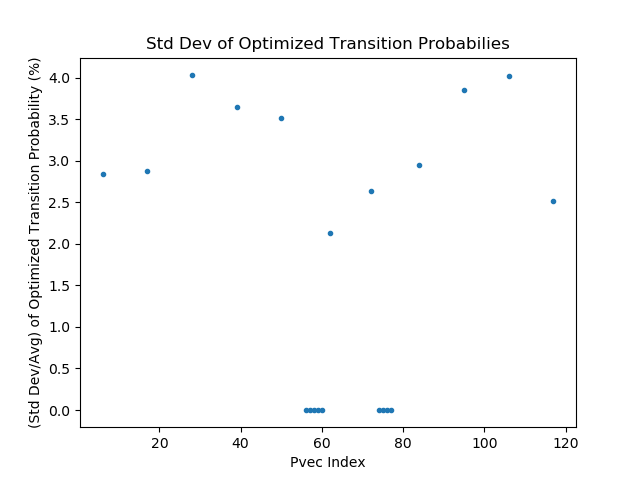 Std Dev of Optimized Transition Probabilies
(Std Dev/Avg) of Optimized Transition Probability (%)
4.0
3.5
3.0
2.5
2.0
1.5
1.0
0.5
0.0
20 40 60 80 100 120
Pvec Index